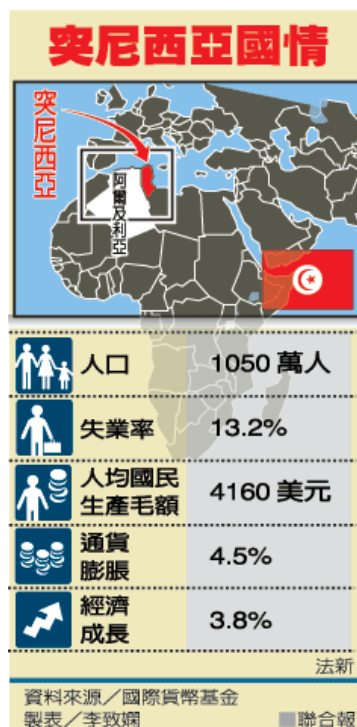 突尼西亞國情
突尼西亞
阿爾及利亞
人口 1050 萬人
失業率 13.2%
人均國民
生產毛額 4160 美元
通貨
膨脹 4.5%
經濟
成長 3.8%
法新
資料來源／國際貨幣基金
製表／李致嫻 ■聯合報